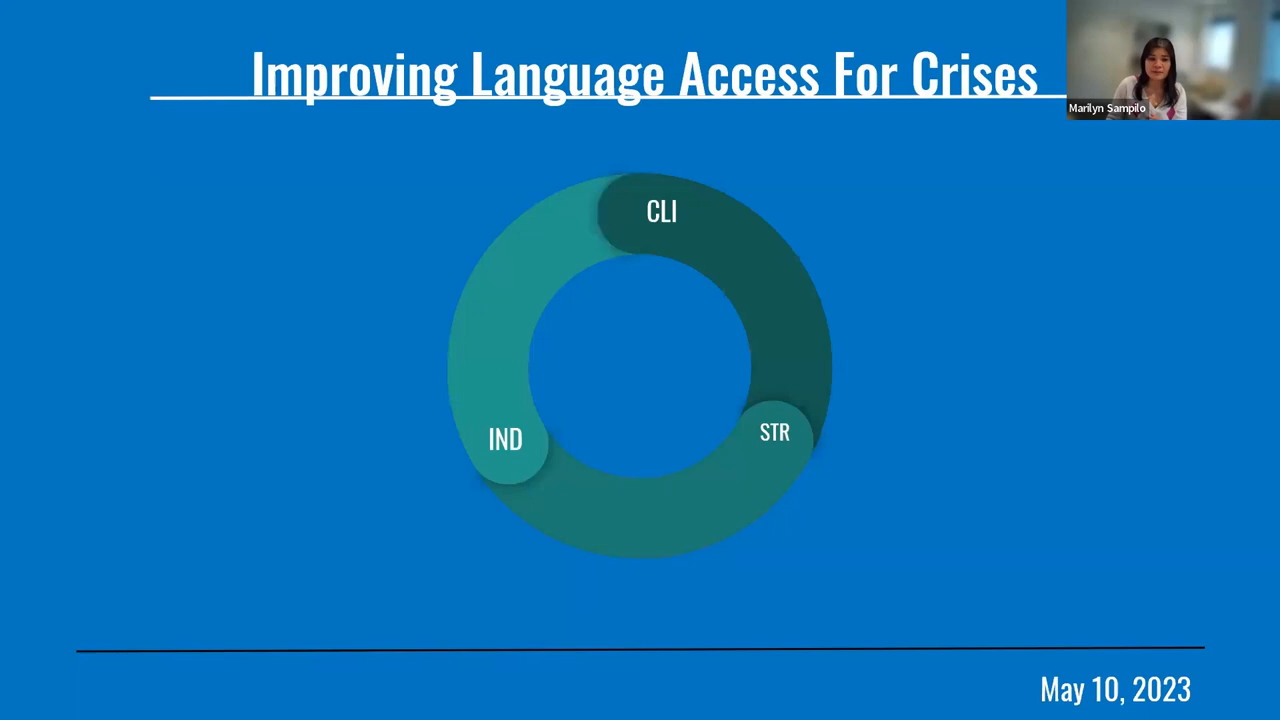 Improving Language Access For Crises
Marilyn Sampilo
CLI
STR
IND
May 10, 2023